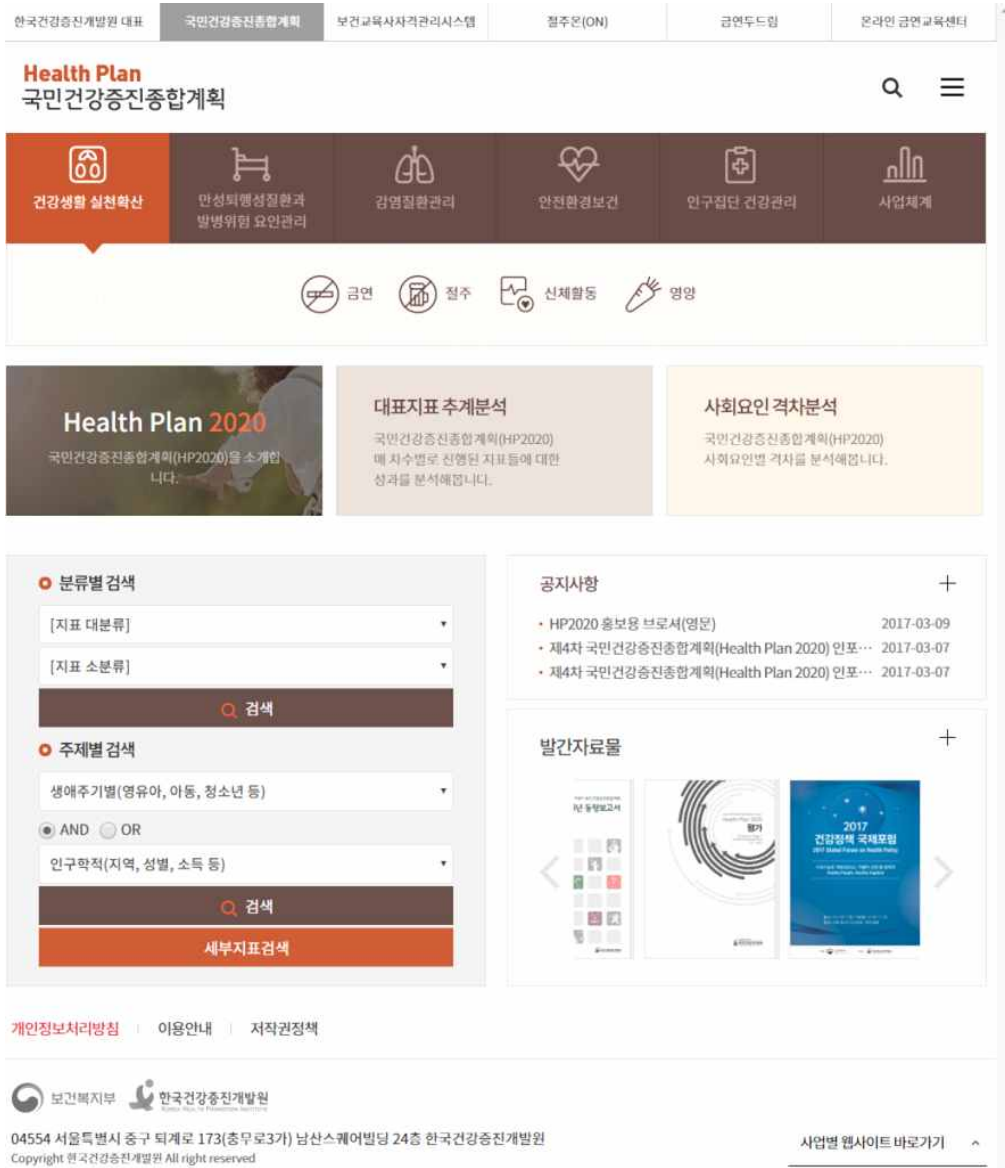 한국건강증진개발원 대표
국민건강증진종합계획
보건교육사자격관리시스템
절주온(ON)
금연두드림
온라인 금연교육센터
Health Plan
국민건강증진종합계획
건강생활 실천확산
만성퇴행성질환과
발병위험 요인관리
감염질환관리
안전환경보건
인구집단 건강관리
사업체계
금연
절주
신체활동
영양
Health Plan 2020
국민건강증진종합계획(HP2020)을 소개합
니다.
대표지표 추계분석
국민건강증진종합계획(HP2020)
매 차수별로 진행된 지표들에 대한
성과를 분석해봅니다.
사회요인 격차분석
국민건강증진종합계획(HP2020)
사회요인별 격차를 분석해봅니다.
분류별 검색
[지표 대분류]
[지표 소분류]
검색
주제별 검색
생애주기별(영유아, 아동, 청소년 등)
AND OR
인구학적(지역, 성별, 소득 등)
검색
세부지표검색
공지사항
HP2020 홍보용 브로셔(영문) 2017-03-09
제4차 국민건강증진종합계획(Health Plan 2020) 인포… 2017-03-07
제4차 국민건강증진종합계획(Health Plan 2020) 인포… 2017-03-07
발간자료물
동향보고서
Health Plan 2020
평가
2017
건강정책 국제포럼
2017 Global Forum on Health Policy
개인정보처리방침
이용안내
저작권정책
보건복지부
한국건강증진개발원
KOREA HEALTH PROMOTION INSTITUTE
04554 서울특별시 중구 퇴계로 173(충무로3가) 남산스퀘어빌딩 24층 한국건강증진개발원
Copyright 한국건강증진개발원 All right reserved
사업별 웹사이트 바로가기